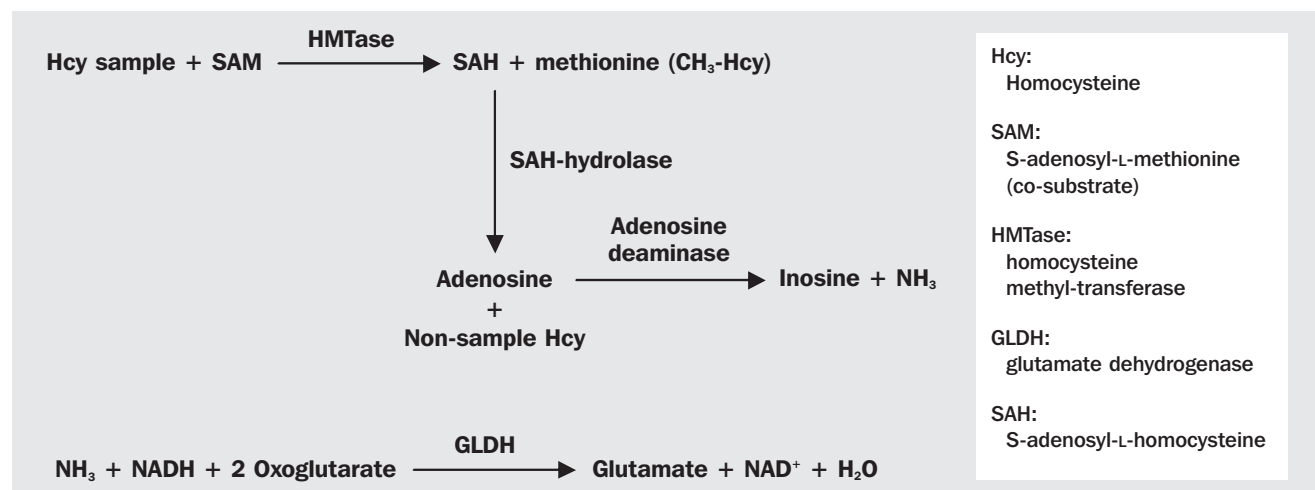 HMTase
Hcy sample + SAM
SAH + methionine (CH₃-Hcy)
SAH-hydrolase
Adenosine
deaminase
Adenosine
+
Non-sample Hcy
Inosine + NH₃
GLDH
NH₃ + NADH + 2 Oxoglutarate
Glutamate + NAD⁺ + H₂O
Hcy:
Homocysteine
SAM:
S-adenosyl-ʟ-methionine
(co-substrate)
HMTase:
homocysteine
methyl-transferase
GLDH:
glutamate dehydrogenase
SAH:
S-adenosyl-ʟ-homocysteine